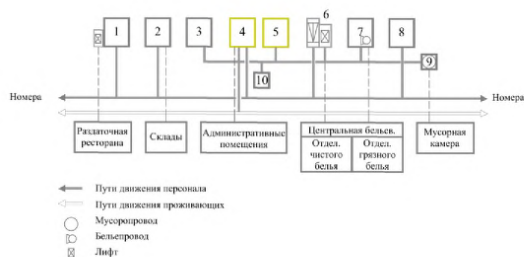 6
1
2
3
4
5
7
8
9
10
Номера
Номера
Раздаточная
ресторана
Склады
Административные
помещения
Центральная бельев.
Отдел.
чистого
белья
Отдел.
грязного
белья
Мусорная
камера
Пути движения персонала
Пути движения проживающих
Мусоропровод
Бельепровод
Лифт